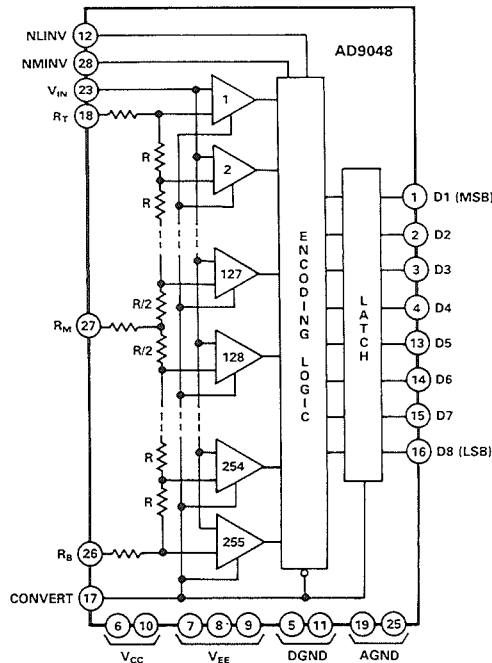 NLINV 12
AD9048
NMINV 28
VIN 23
RT 18
1
R
2
R
1 D1 (MSB)
2 D2
127
3 D3
R/2
4 D4
RM 27
R/2
128
13 D5
14 D6
15 D7
R
254
16 D8 (LSB)
R
255
RB 26
CONVERT 17
ENCODING LOGIC
LATCH
6 10 7 8 9 5 11 19 25
VCC VEE DGND AGND